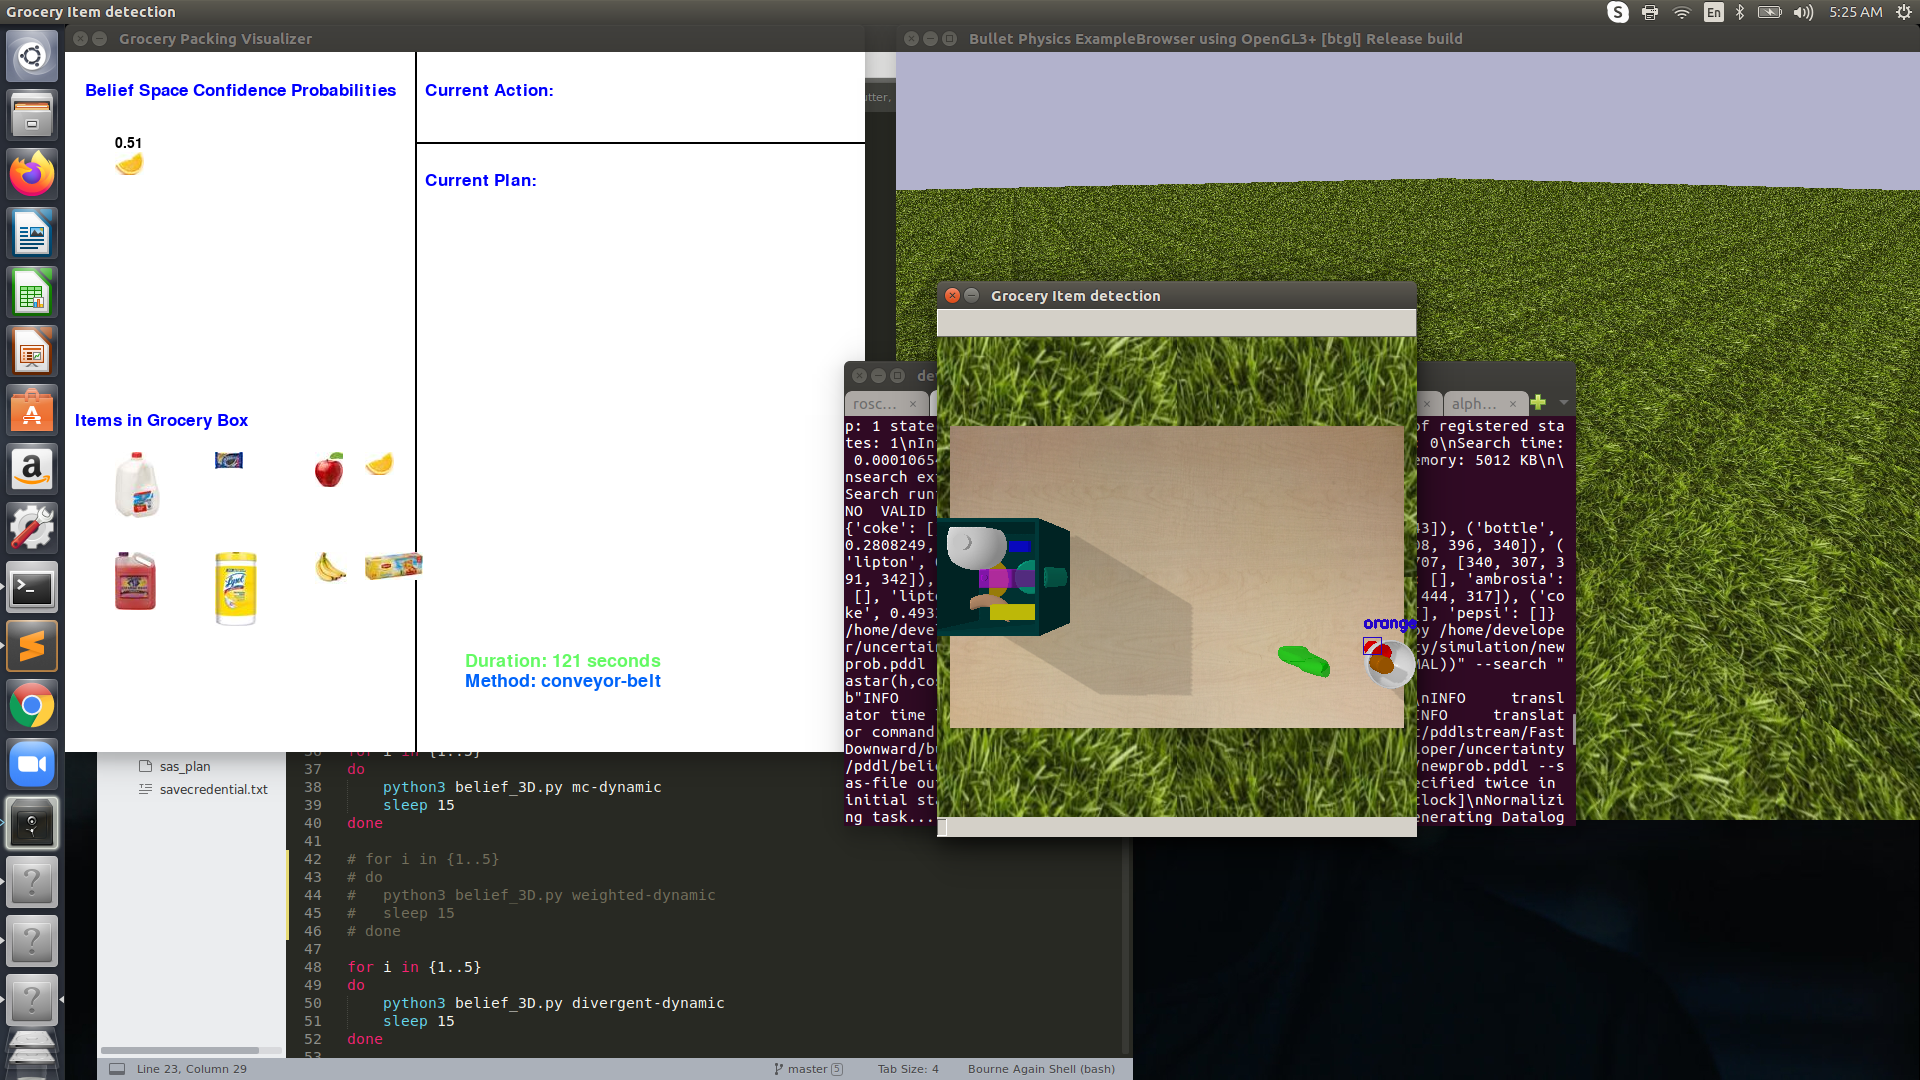 Grocery Item detection
S
En
5:25 AM
Grocery Packing Visualizer
Belief Space Confidence Probabilities
0.51
Items in Grocery Box
Current Action:
Current Plan:
Duration: 121 seconds
Method: conveyor-belt
utter,
Bullet Physics ExampleBrowser using OpenGL3+ [btgl] Release build
Grocery Item detection
orange
de
rosc... ×
×
alph... ×
p: 1 state
of registered sta
tes: 1\nIn
0\nSearch time:
0.0001065
emory: 5012 KB\n\
nsearch ex
Search run
NO VALID
{'coke': [
43]), ('bottle',
0.2808249,
98, 396, 340]), (
'lipton',
707, [340, 307, 3
91, 342]),
[], 'ambrosia':
[], 'lipt
444, 317]), ('co
ke', 0.493
[], 'pepsi': []}
/home/deve
py /home/develope
r/uncertain
ty/simulation/new
prob.pddl
MAL))" --search "
astar(h,co
b"INFO
\nINFO transl
ator time
INFO translat
or command
t/pddlstream/Fast
Downward/b
oper/uncertainty
/pddl/beli
/newprob.pddl --s
as-file ou
ecified twice in
initial st
clock]\nNormalizi
ng task...
enerating Datalog
sas_plan
savecredential.txt
36 for i in {1..5}
37 do
38 python3 belief_3D.py mc-dynamic
39 sleep 15
40 done
41
42 # for i in {1..5}
43 # do
44 # python3 belief_3D.py weighted-dynamic
45 # sleep 15
46 # done
47
48 for i in {1..5}
49 do
50 python3 belief_3D.py divergent-dynamic
51 sleep 15
52 done
53
Line 23, Column 29
master 5
Tab Size: 4
Bourne Again Shell (bash)